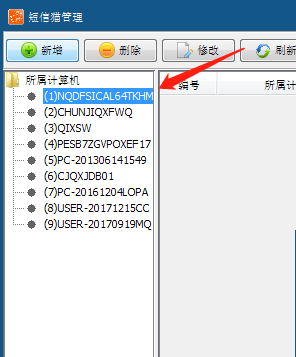 短信猫管理
新增 删除 修改 刷新
所属计算机 编号 所属计
(1)NQDFSICAL64TKHM
(2)CHUNJIQXFWQ
(3)QIXSW
(4)PESB7ZGVPOXEF17
(5)PC-201306141549
(6)CJQXJDB01
(7)PC-20161204LOPA
(8)USER-20171215CC
(9)USER-20170919MQ